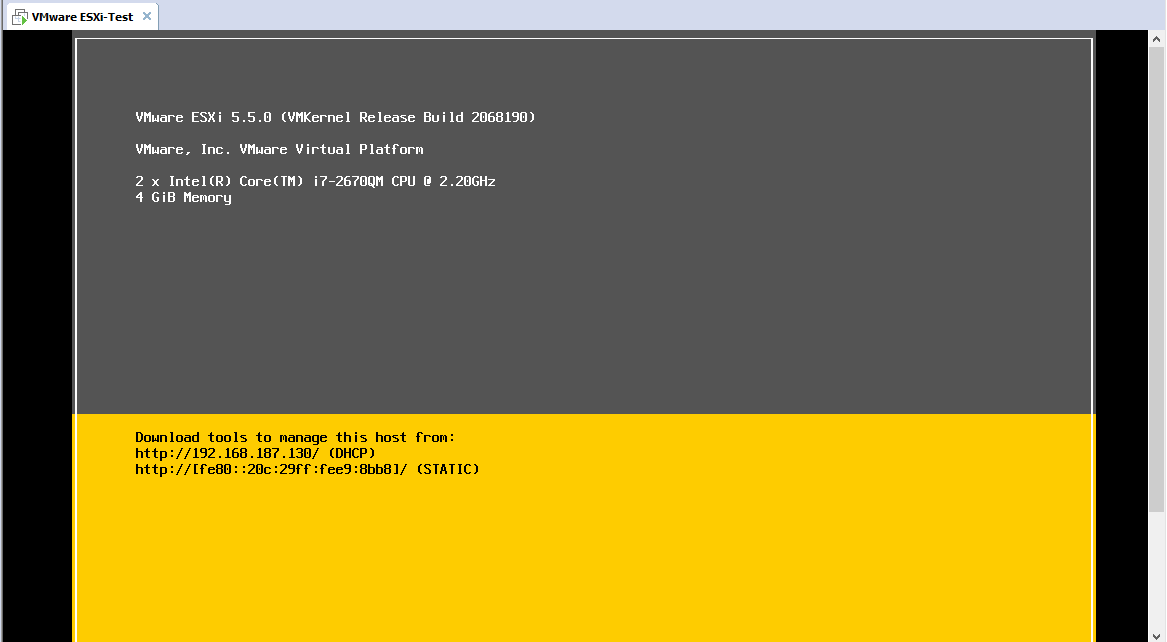 VMware ESXi-Test
VMware ESXi 5.5.0 (VMKernel Release Build 2068190)
VMware, Inc. VMware Virtual Platform
2 x Intel(R) Core(TM) i7-2670QM CPU @ 2.20GHz
4 GiB Memory
Download tools to manage this host from:
http://192.168.187.130/ (DHCP)
http://[fe80::20c:29ff:fee9:8bb8]/ (STATIC)